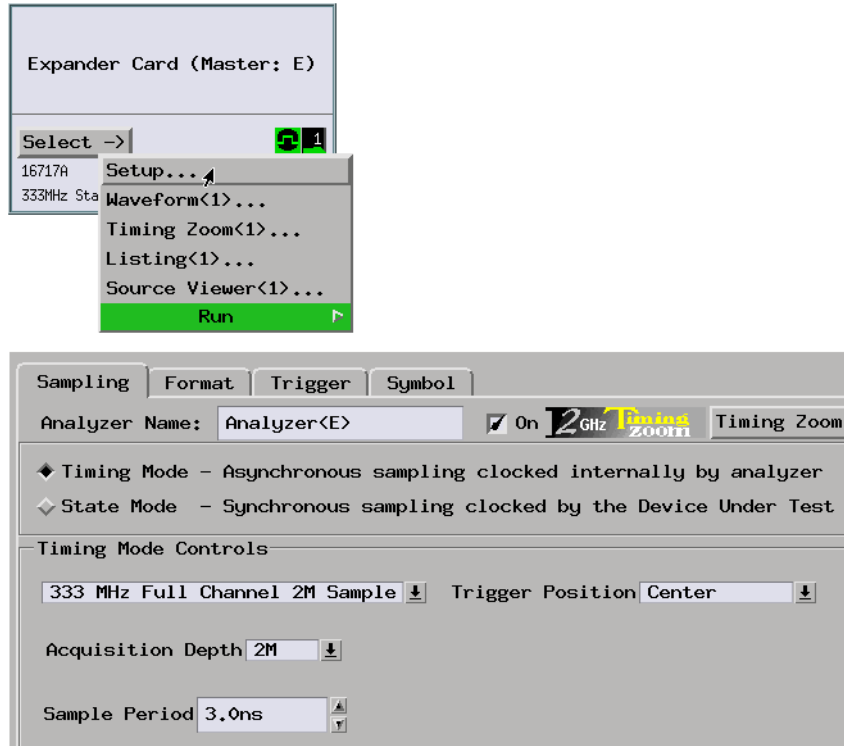 Expander Card (Master: E)
Select ->
1
16717A
333MHz Sta
Setup...
Waveform<1>...
Timing Zoom<1>...
Listing<1>...
Source Viewer<1>...
Run
Sampling Format Trigger Symbol
Analyzer Name: Analyzer<E> On 2GHz Timing Zoom Timing Zoom
Timing Mode - Asynchronous sampling clocked internally by analyzer
State Mode - Synchronous sampling clocked by the Device Under Test
Timing Mode Controls
333 MHz Full Channel 2M Sample Trigger Position Center
Acquisition Depth 2M
Sample Period 3.0ns